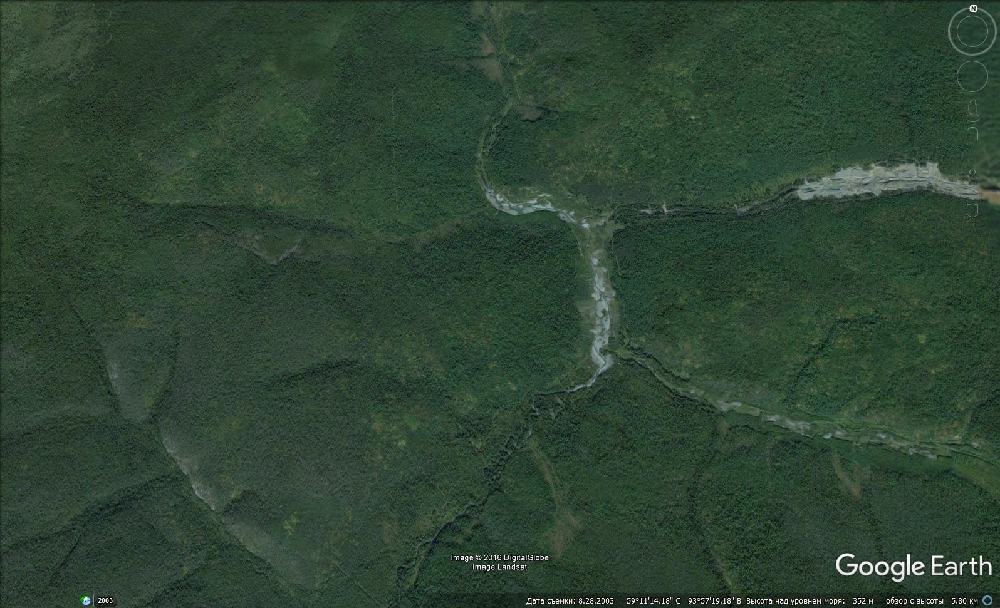 N
Image © 2016 DigitalGlobe
Image Landsat
Google Earth
2003
Дата съемки: 8.28.2003 59°11'14.18" С 93°57'19.18" В Высота над уровнем моря: 352 м обзор с высоты 5.80 км